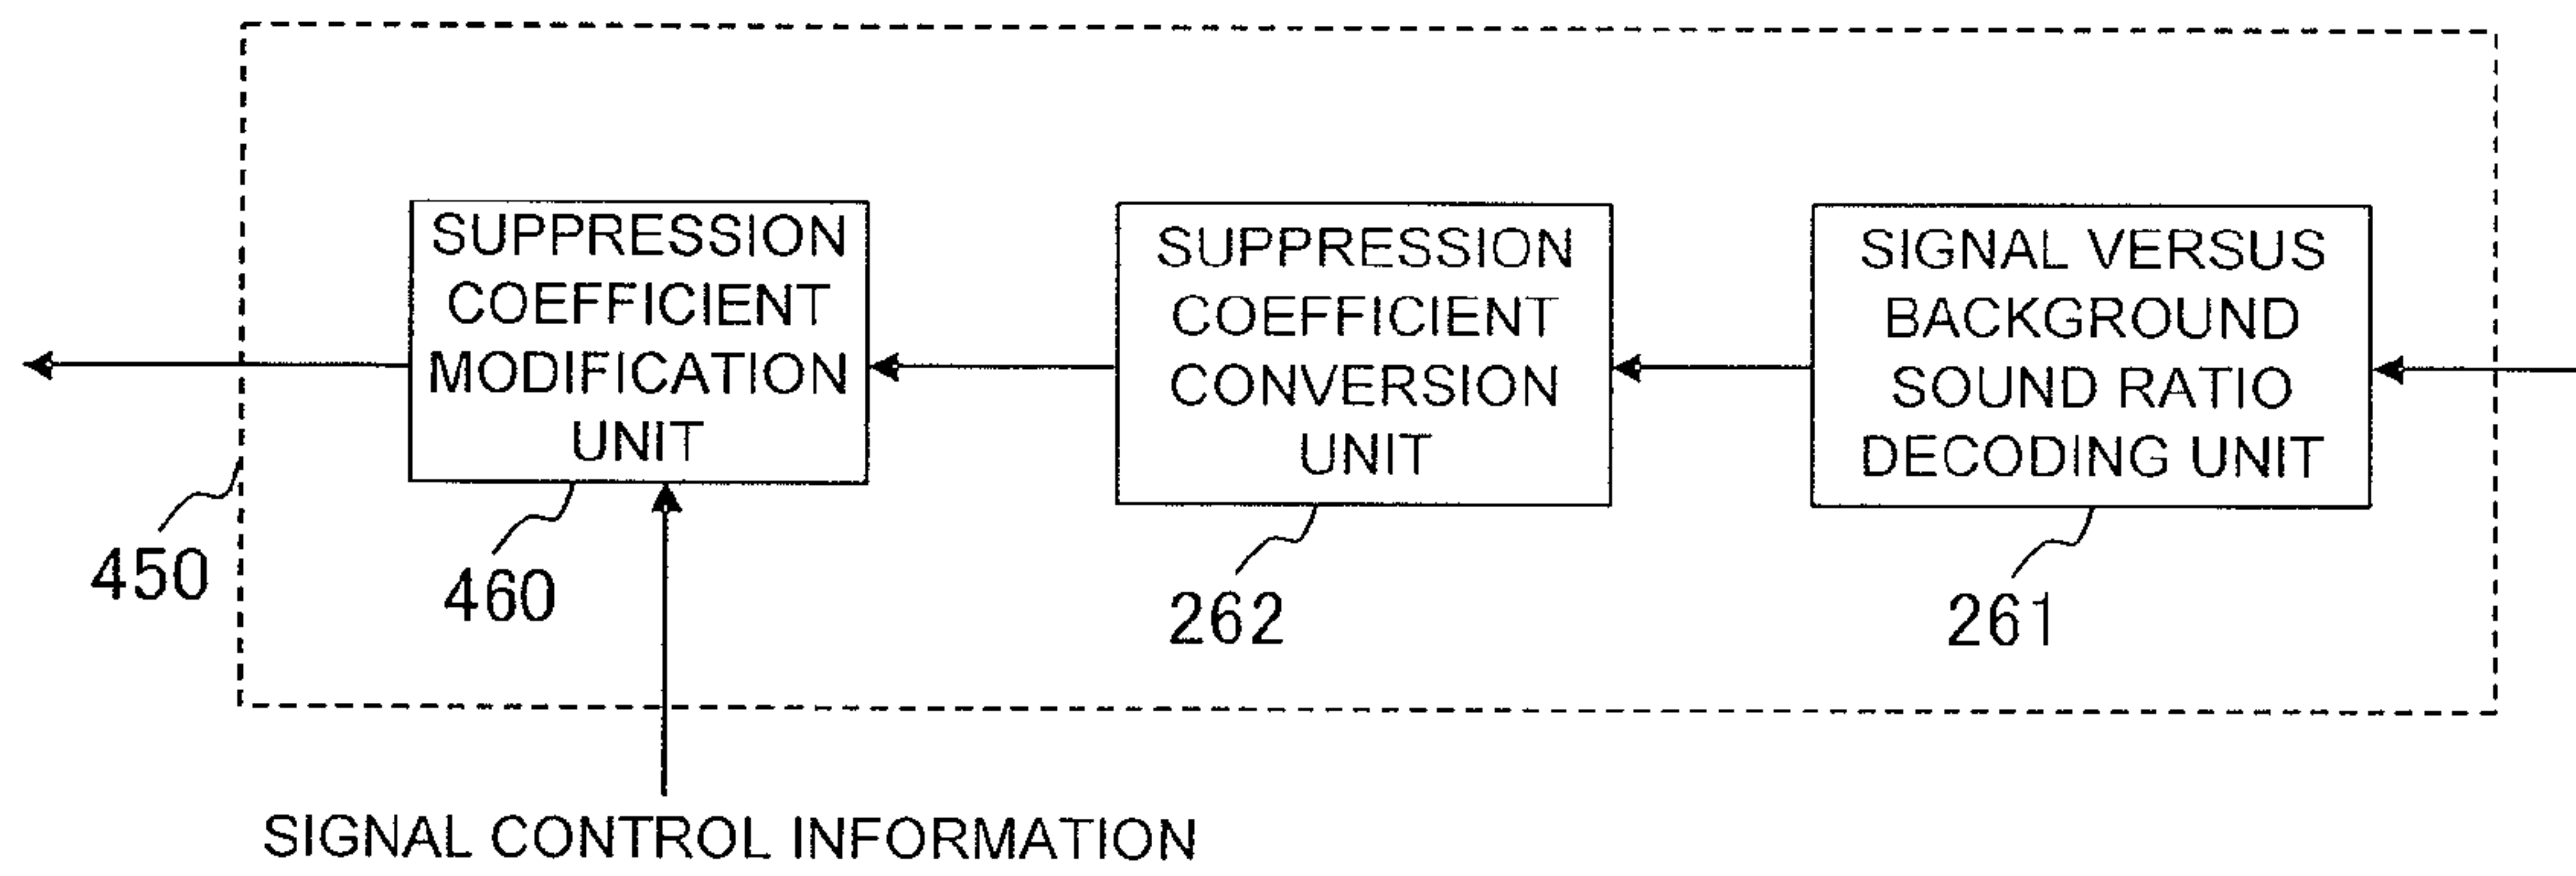 SUPPRESSION
COEFFICIENT
MODIFICATION
UNIT
SUPPRESSION
COEFFICIENT
CONVERSION
UNIT
SIGNAL VERSUS
BACKGROUND
SOUND RATIO
DECODING UNIT
450
460
262
261
SIGNAL CONTROL INFORMATION